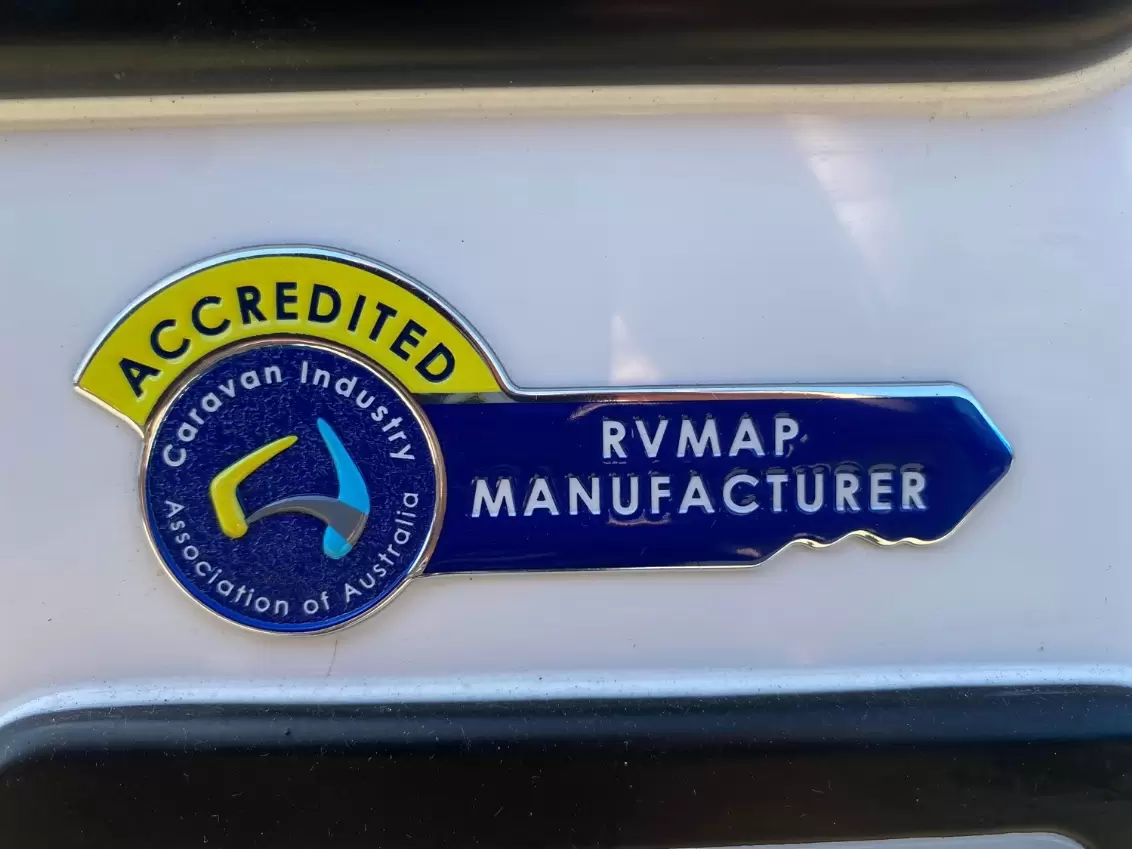 ACCREDITED
Caravan Industry
Association of Australia
RVMAP
MANUFACTURER